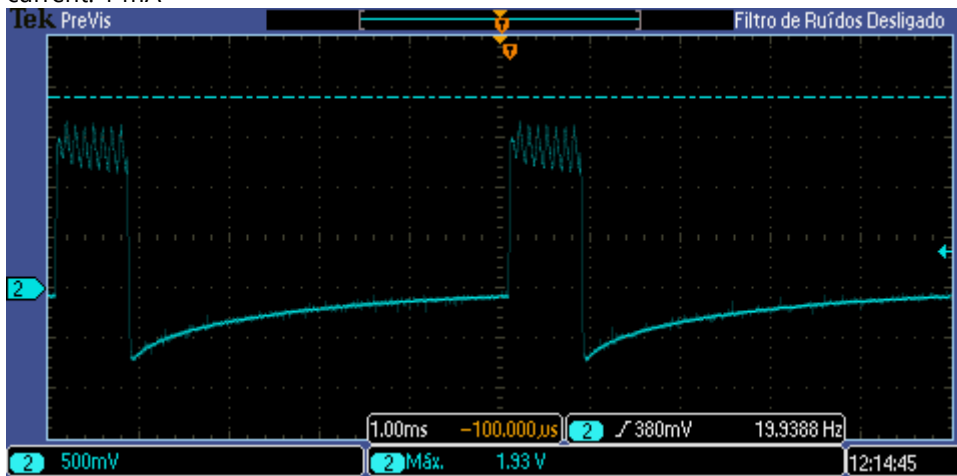 Tek PreVis
Filtro de Ruídos Desligado
2
1.00ms -100.000µs
2 380mV 19.9388 Hz
2 500mV
2 Máx. 1.93 V
12:14:45